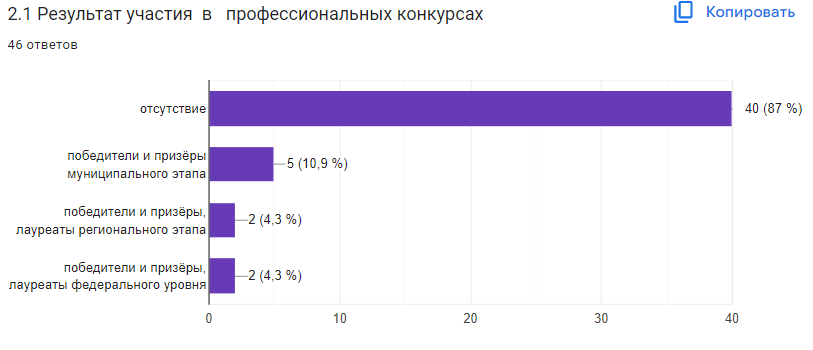 2.1 Результат участия в профессиональных конкурсах
Копировать
46 ответов
отсутствие
40 (87 %)
победители и призёры
муниципального этапа
5 (10,9 %)
победители и призёры,
лауреаты регионального этапа
2 (4,3 %)
победители и призёры,
лауреаты федерального уровня
2 (4,3 %)
0 10 20 30 40